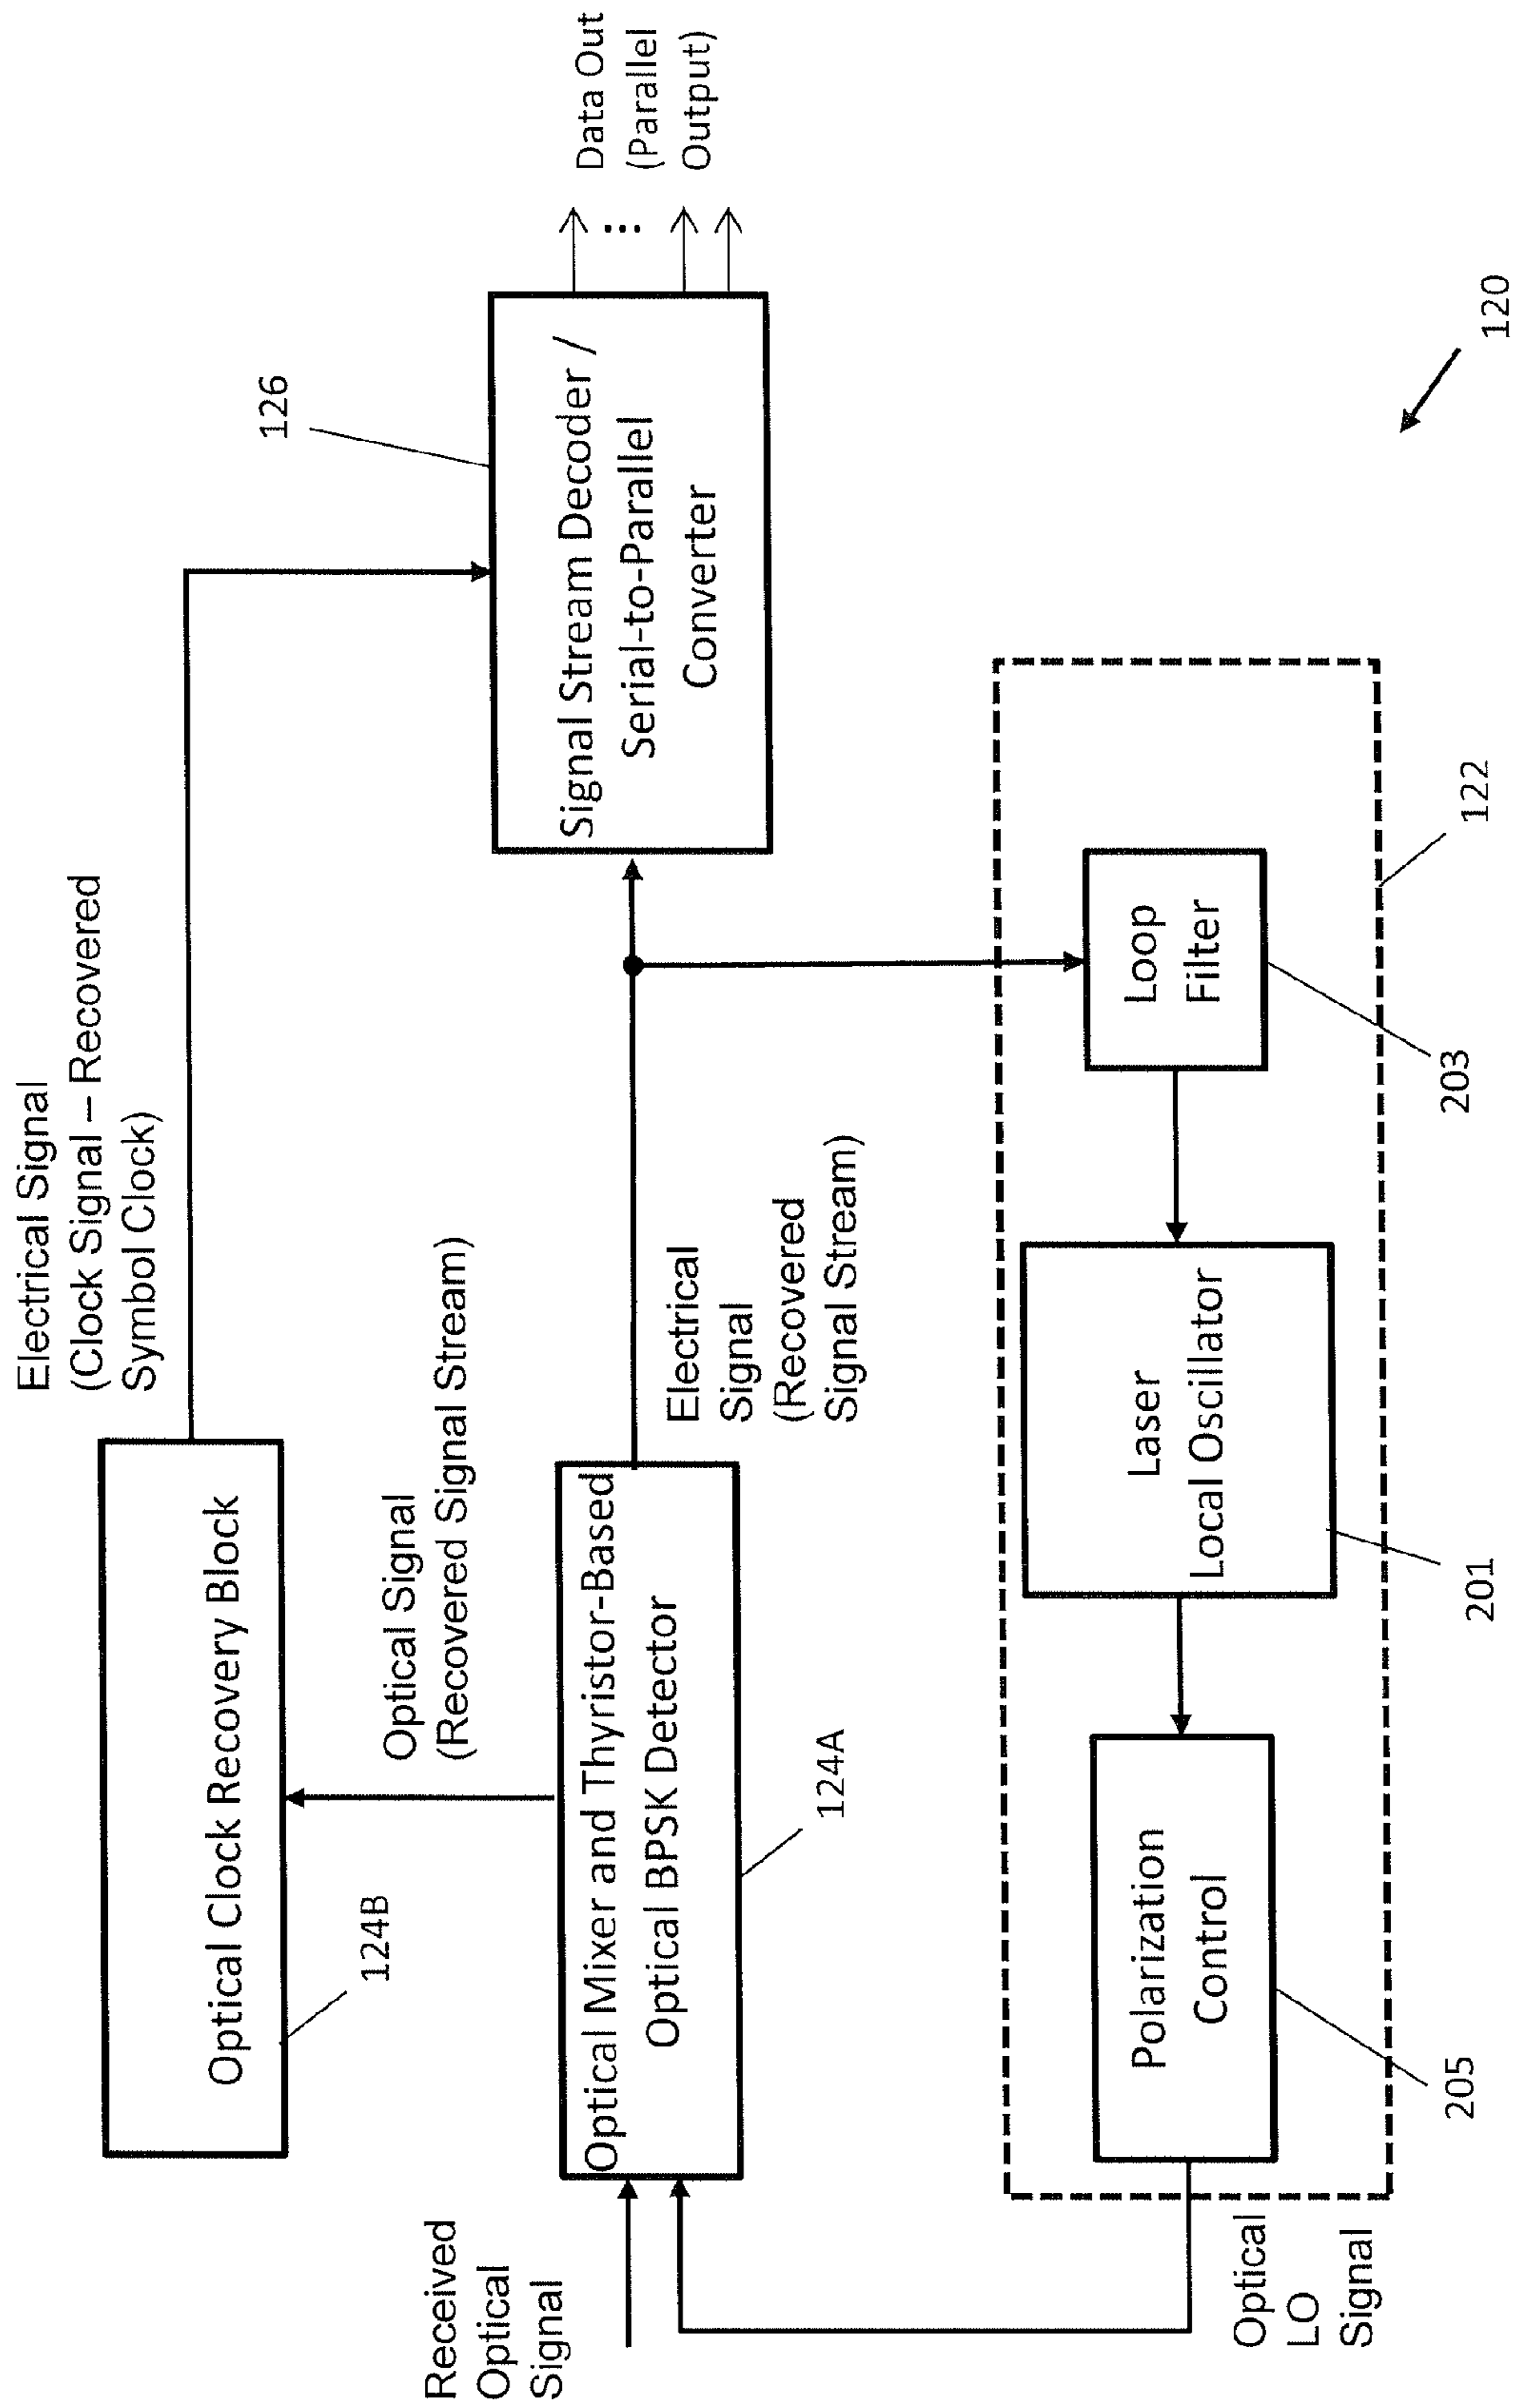 Electrical Signal
(Clock Signal – Recovered
Symbol Clock)
Optical Clock Recovery Block
124B
126
Optical Signal
(Recovered Signal Stream)
Received
Optical
Signal
Optical Mixer and Thyristor-Based
Optical BPSK Detector
124A
Electrical
Signal
(Recovered
Signal Stream)
Signal Stream Decoder /
Serial-to-Parallel
Converter
Data Out
(Parallel
Output)
...
Polarization
Control
205
Laser
Local Oscillator
201
Loop
Filter
203
122
Optical
LO
Signal
120